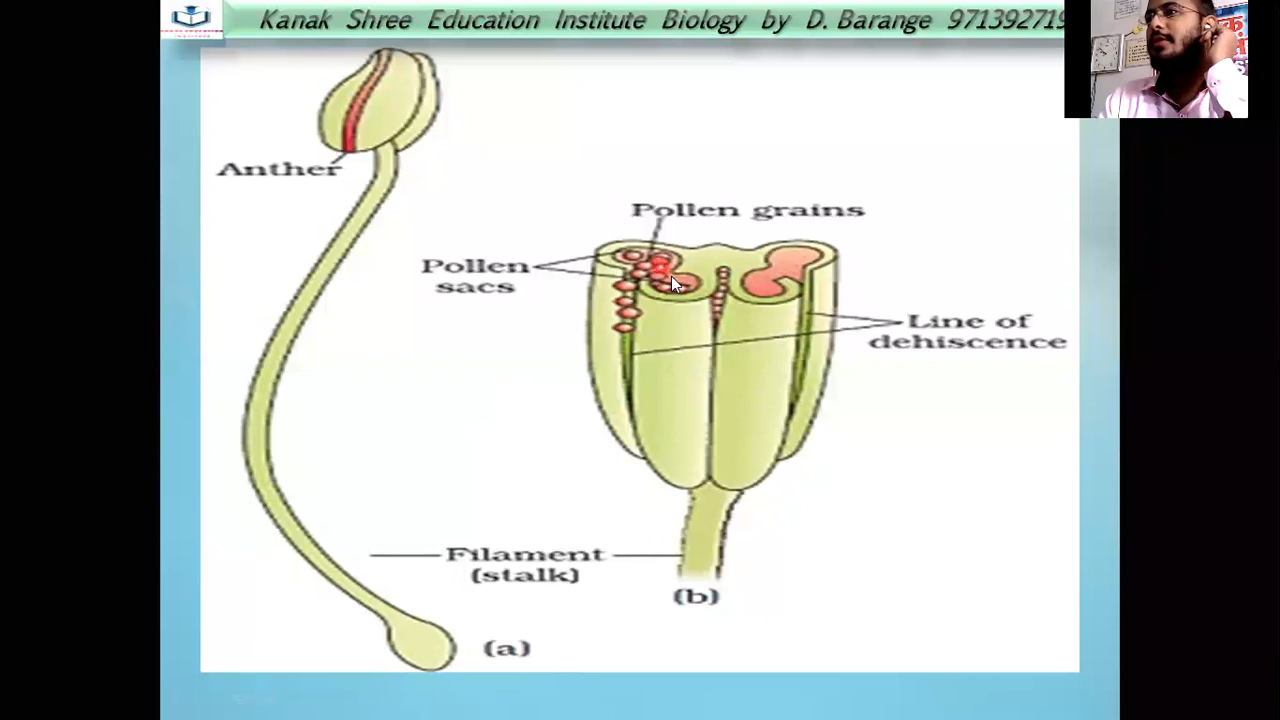 Kanak Shree Education Institute Biology by D. Barange 971392719
Anther
Pollen grains
Pollen
sacs
Line of
dehiscence
Filament
(stalk)
(b)
(a)